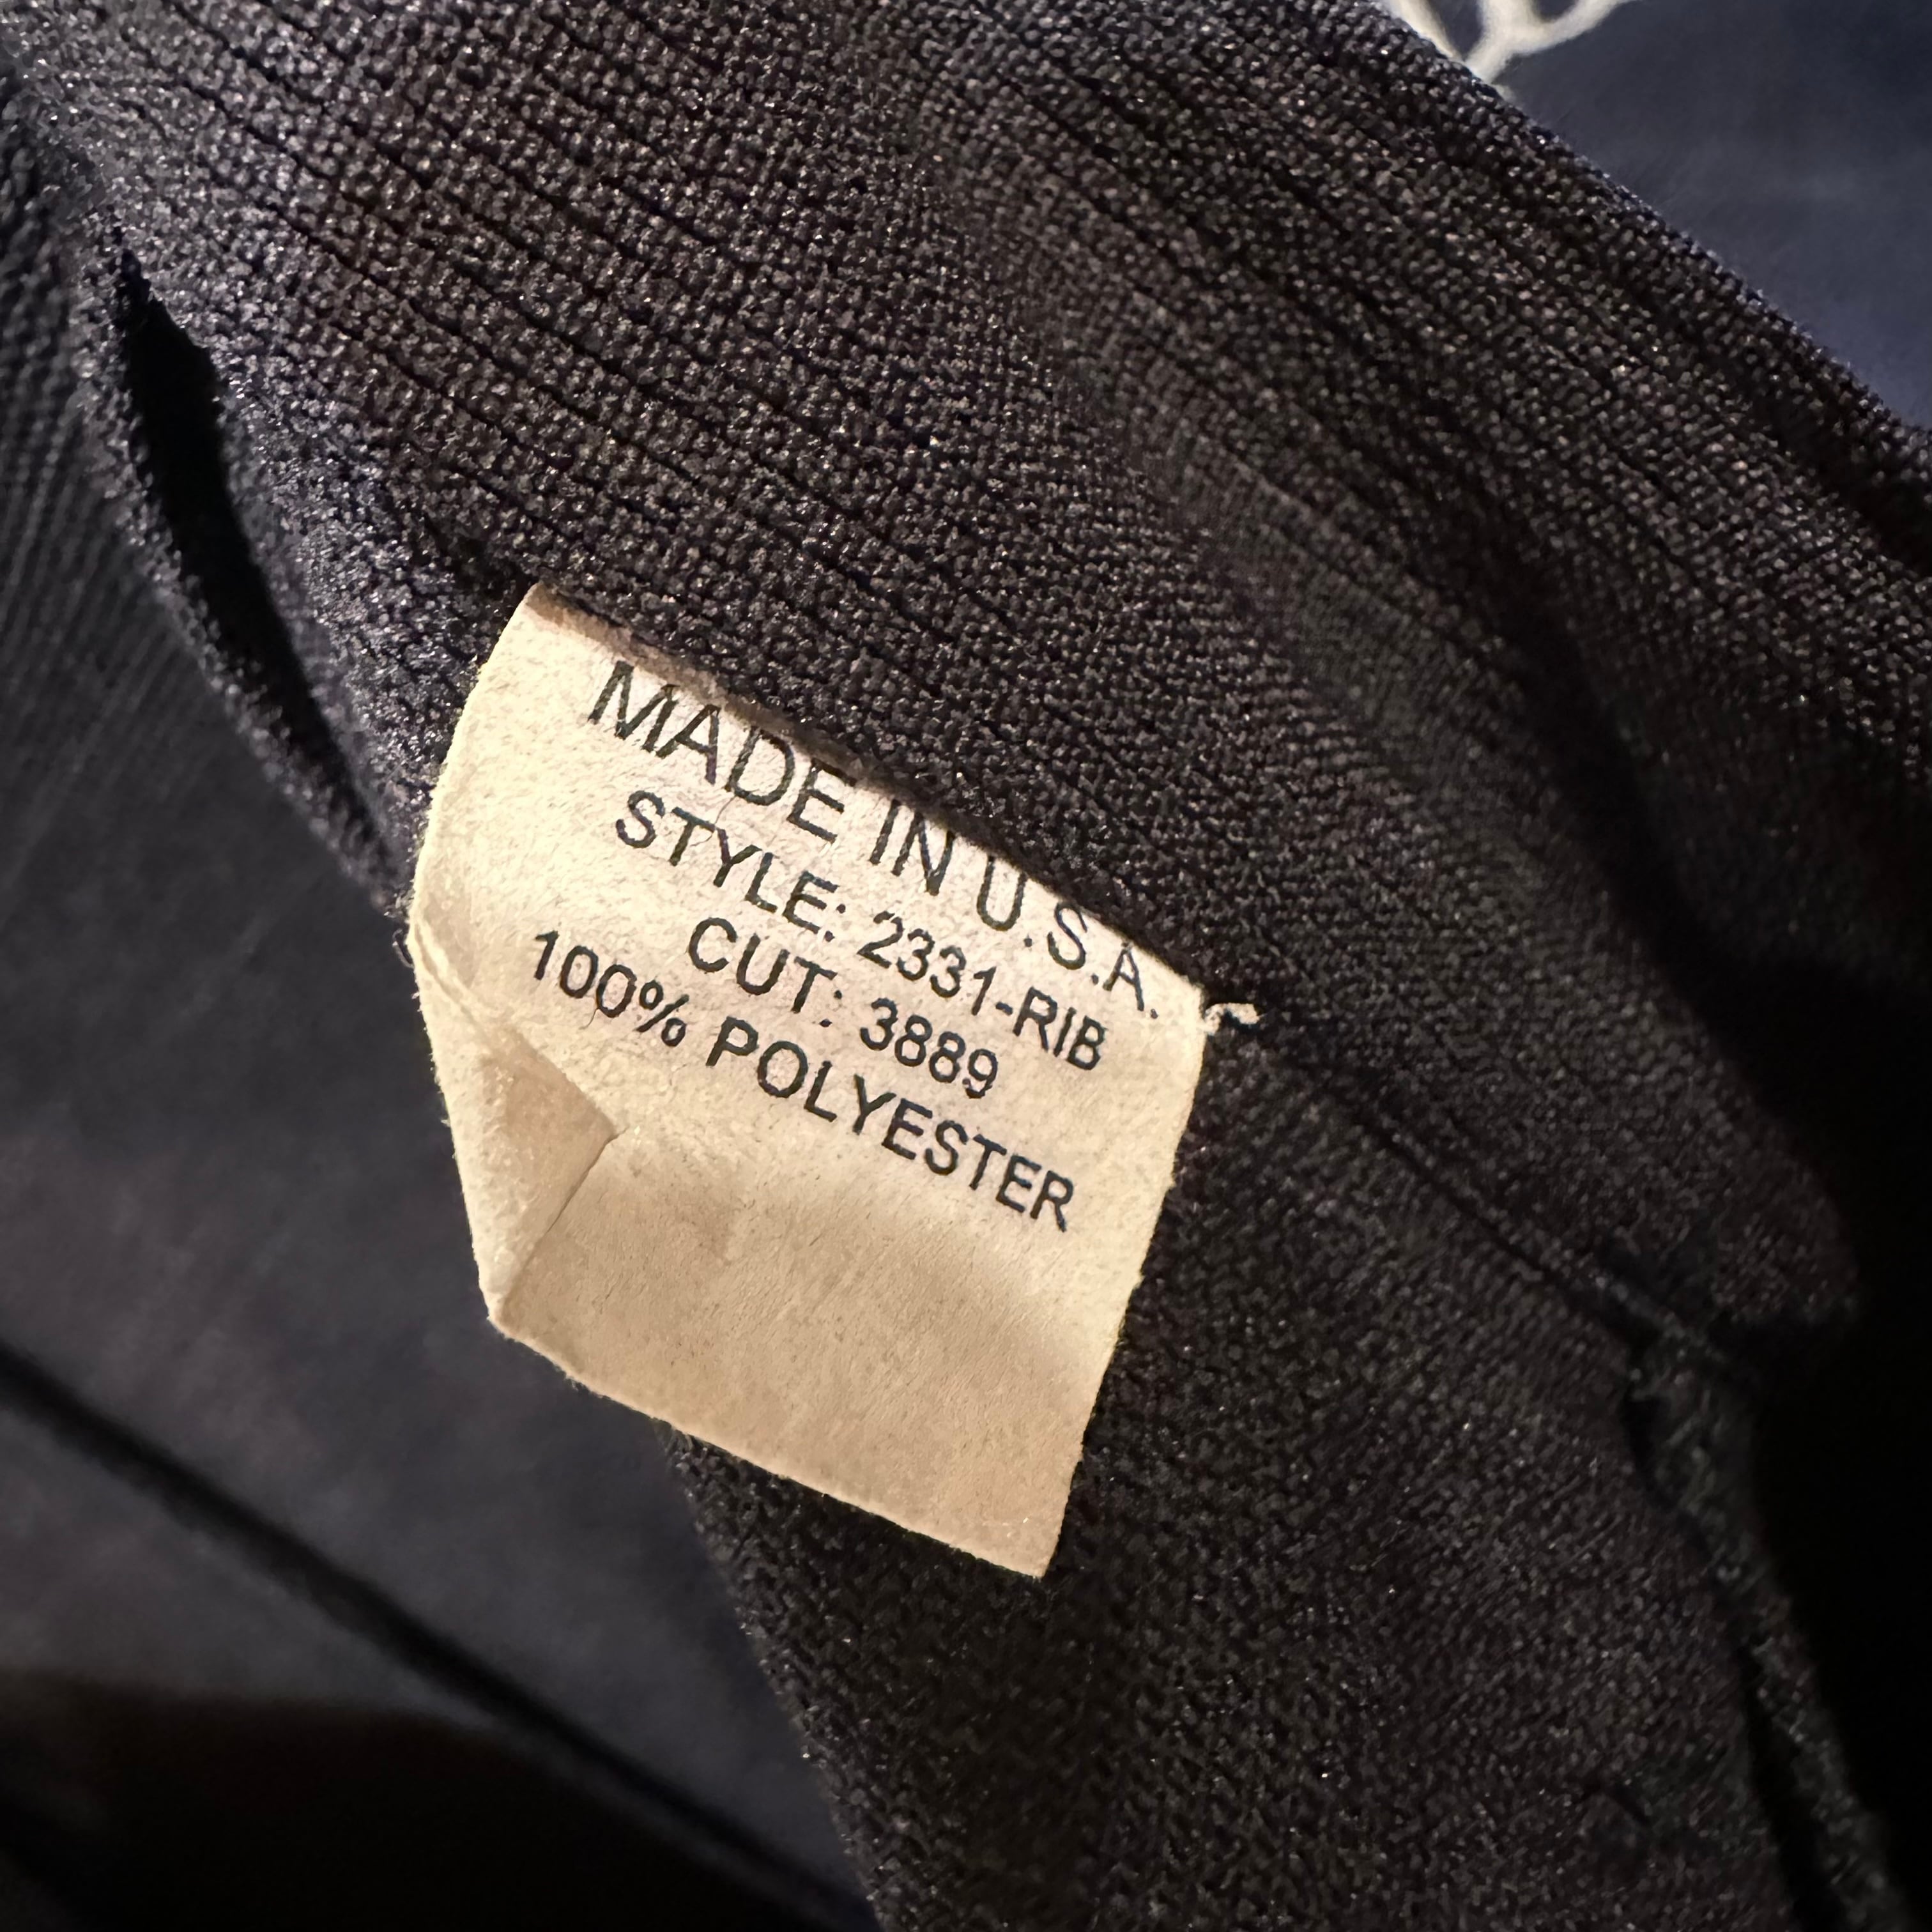 MADE IN U.S.A.
STYLE: 2331-RIB
CUT: 3889
100% POLYESTER